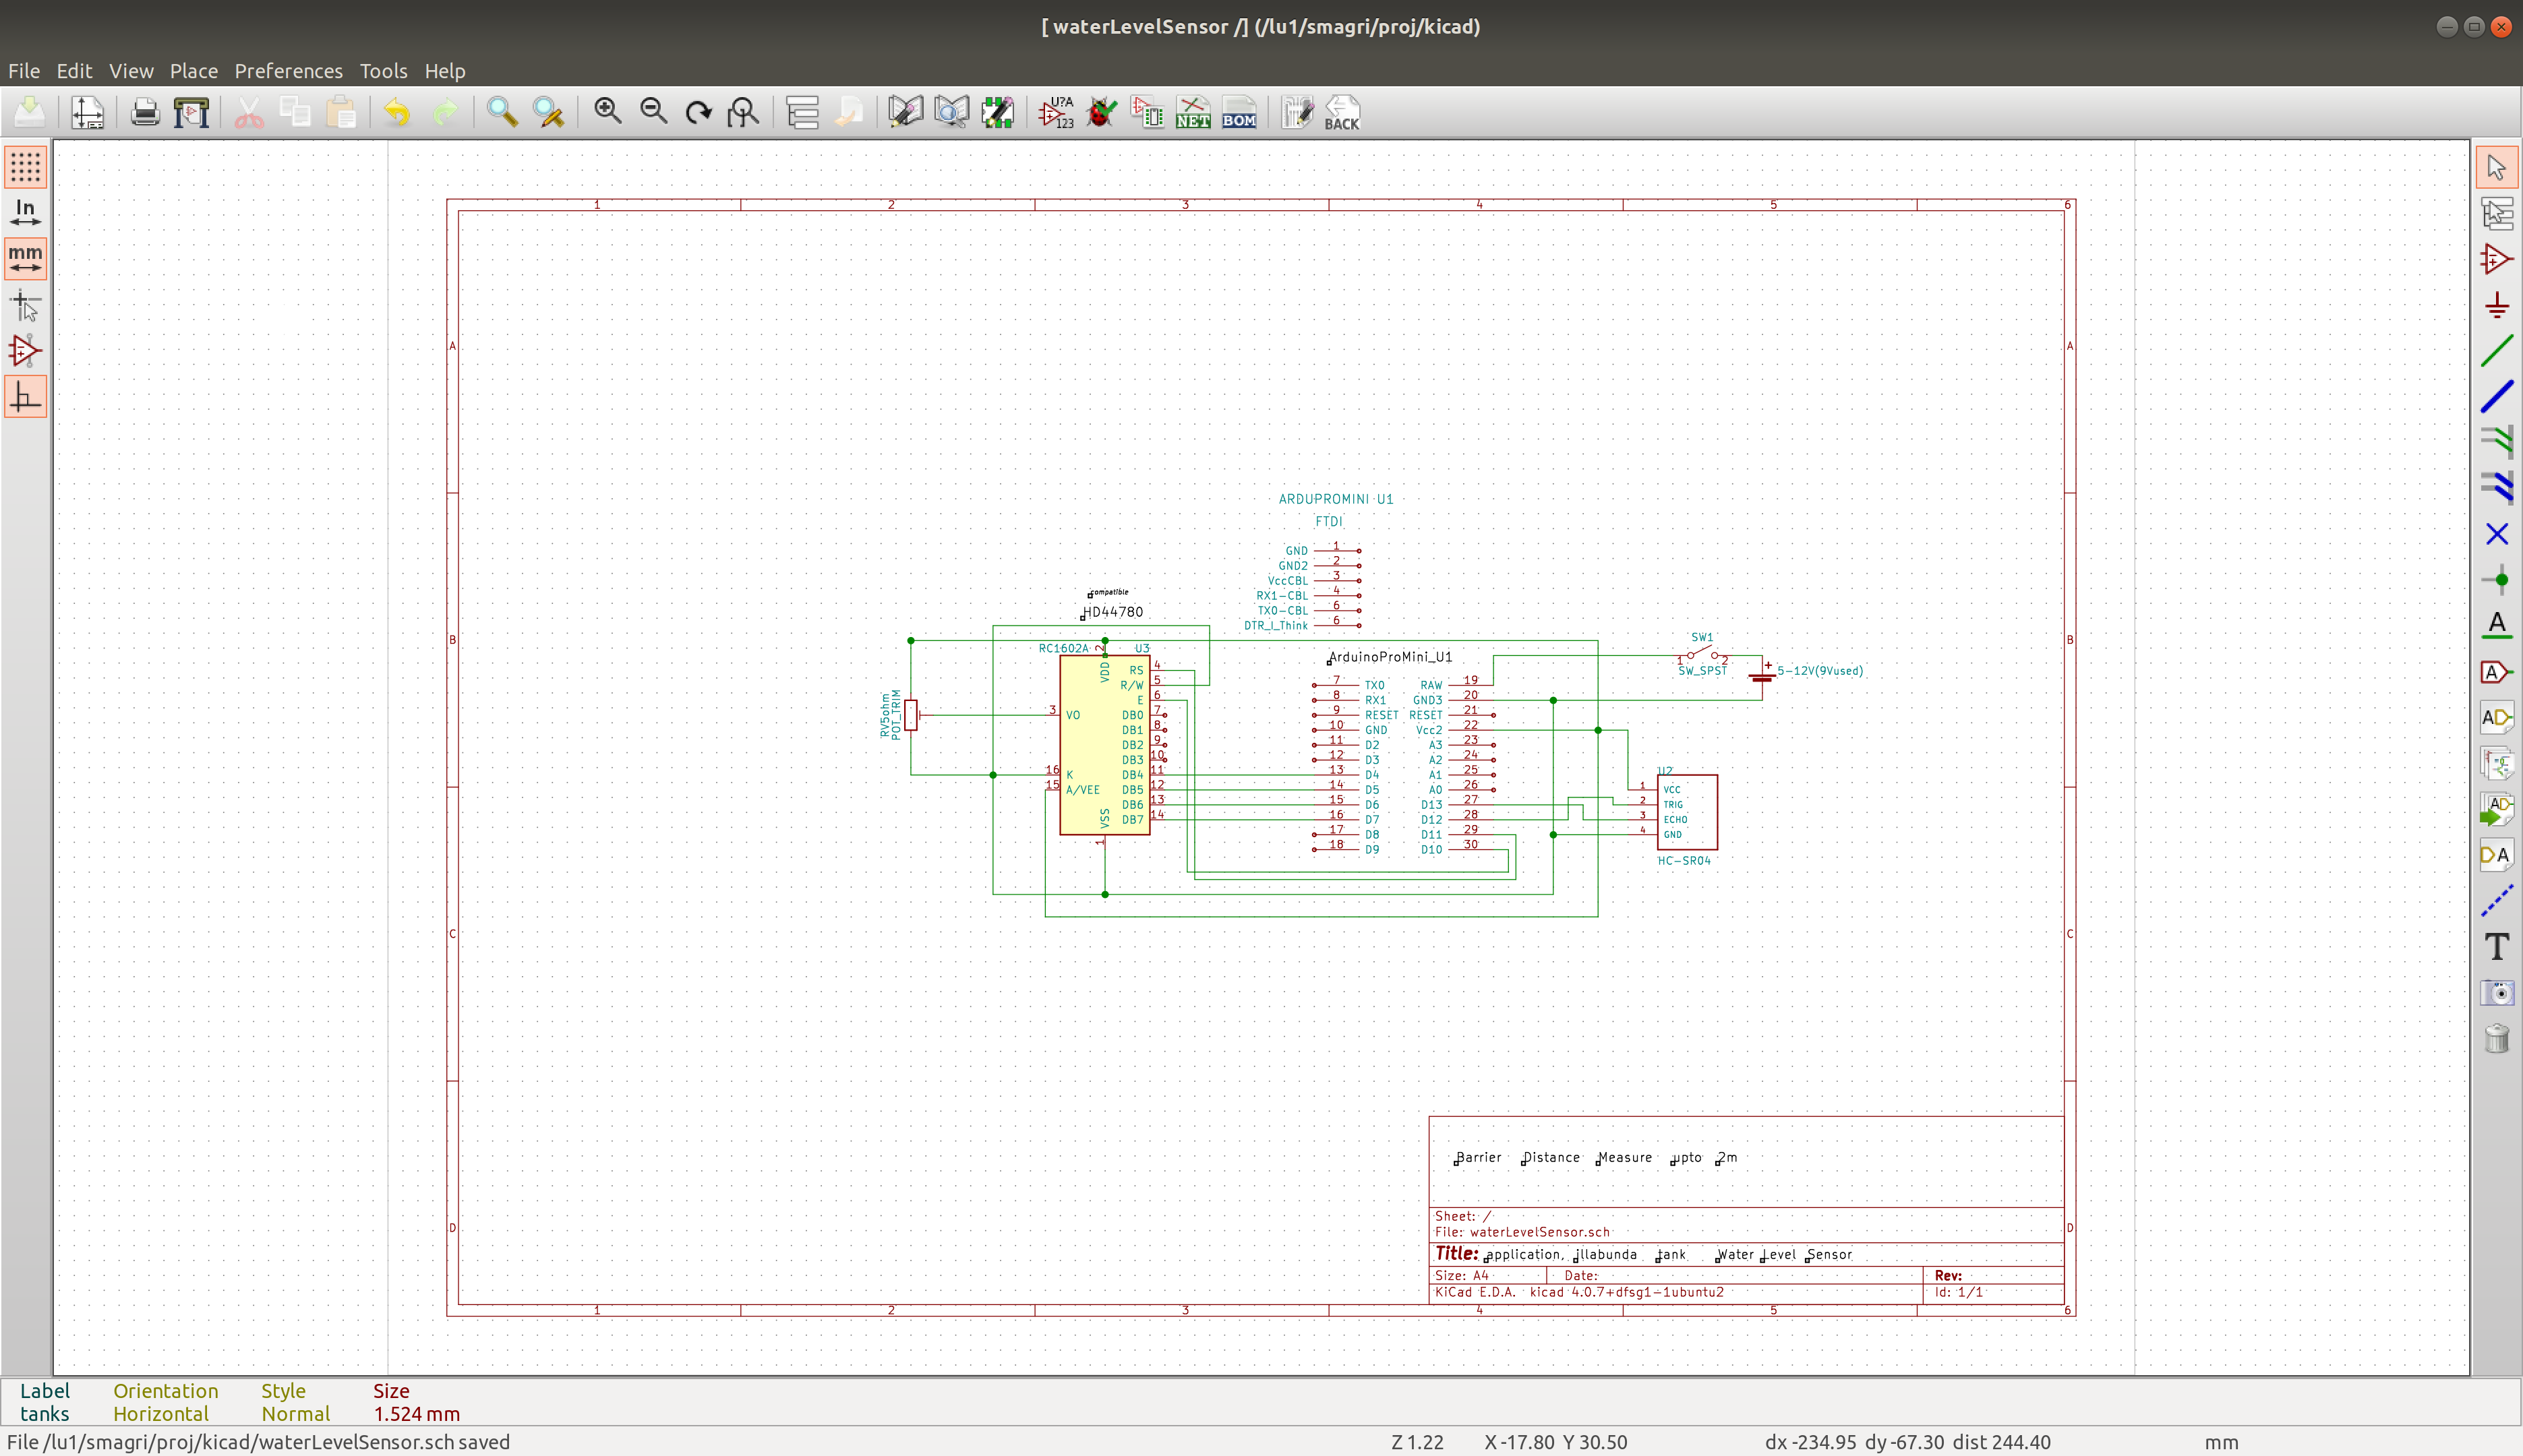 [ waterLevelSensor /] (/lu1/smagri/proj/kicad)
File Edit View Place Preferences Tools Help
U?A
123
NET
BOM
BACK
In
mm
1 2 3 4 5 6
A A
ARDUPROMINI U1
FTDI
GND 1
GND2 2
VccCBL 3
RX1-CBL 4
TX0-CBL 6
DTR_I_Think 6
compatible
HD44780
B B
RC1602A U3
2
VDD
RS 4
R/W 5
E 6
3 VO DB0 7
DB1 8
DB2 9
DB3 10
16 K DB4 11
15 A/VEE DB5 12
DB6 13
VSS DB7 14
1
RV5ohm
POT_TRIM
ArduinoProMini_U1
7 TX0 RAW 19
8 RX1 GND3 20
9 RESET RESET 21
10 GND Vcc2 22
11 D2 A3 23
12 D3 A2 24
13 D4 A1 25
14 D5 A0 26
15 D6 D13 27
16 D7 D12 28
17 D8 D11 29
18 D9 D10 30
SW1
1 2
SW_SPST
+ 5-12V(9Vused)
U2
1 VCC
2 TRIG
3 ECHO
4 GND
HC-SR04
C C
Barrier Distance Measure upto 2m
D D
Sheet: /
File: waterLevelSensor.sch
Title: application, illabunda tank Water Level Sensor
Size: A4 Date: Rev:
KiCad E.D.A. kicad 4.0.7+dfsg1-1ubuntu2 Id: 1/1
1 2 3 4 5 6
A
A
A
A
A
A
T
Label Orientation Style Size
tanks Horizontal Normal 1.524 mm
File /lu1/smagri/proj/kicad/waterLevelSensor.sch saved Z 1.22 X -17.80 Y 30.50 dx -234.95 dy -67.30 dist 244.40 mm